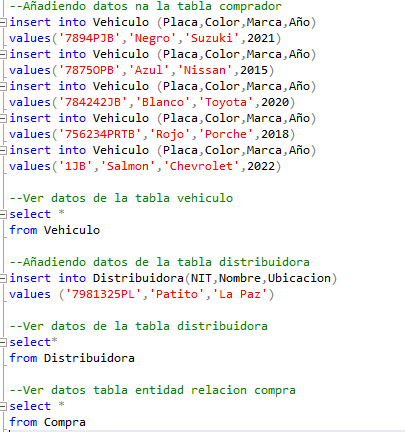 --Añadiendo datos na la tabla comprador
insert into Vehiculo (Placa,Color,Marca,Año)
values('7894PJB','Negro','Suzuki',2021)
insert into Vehiculo (Placa,Color,Marca,Año)
values('7875OPB','Azul','Nissan',2015)
insert into Vehiculo (Placa,Color,Marca,Año)
values('784242JB','Blanco','Toyota',2020)
insert into Vehiculo (Placa,Color,Marca,Año)
values('756234PRTB','Rojo','Porche',2018)
insert into Vehiculo (Placa,Color,Marca,Año)
values('1JB','Salmon','Chevrolet',2022)
--Ver datos de la tabla vehiculo
select *
from Vehiculo
--Añadiendo datos de la tabla distribuidora
insert into Distribuidora(NIT,Nombre,Ubicacion)
values ('7981325PL','Patito','La Paz')
--Ver datos de la tabla distribuidora
select*
from Distribuidora
--Ver datos tabla entidad relacion compra
select *
from Compra